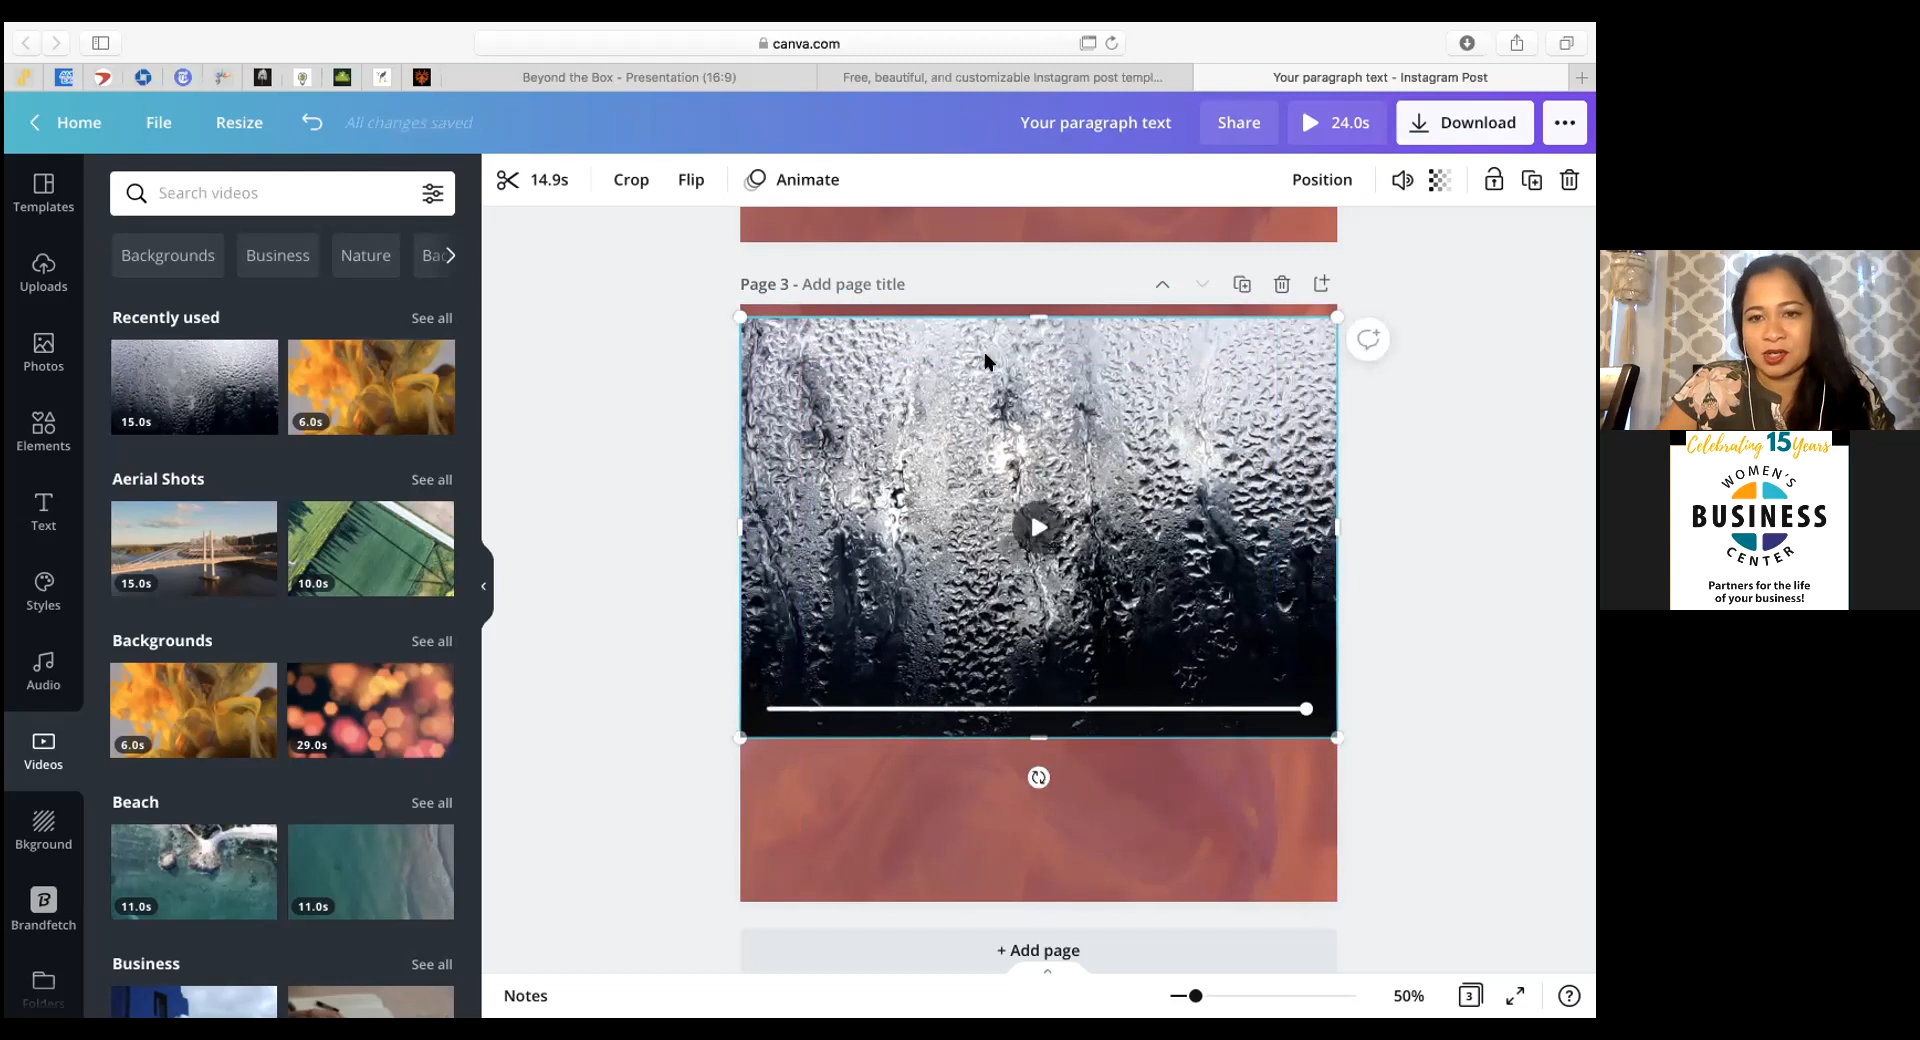 canva.com
Beyond the Box - Presentation (16:9)
Free, beautiful, and customizable Instagram post templ...
Your paragraph text - Instagram Post
Home
File
Resize
All changes saved
Your paragraph text
Share
24.0s
Download
14.9s
Crop
Flip
Animate
Position
Templates
Uploads
Photos
Elements
Text
Styles
Audio
Videos
Bkground
Brandfetch
Folders
Search videos
Backgrounds
Business
Nature
Bac
Recently used
See all
15.0s
6.0s
Aerial Shots
See all
15.0s
10.0s
Backgrounds
See all
6.0s
29.0s
Beach
See all
11.0s
11.0s
Business
See all
Page 3 - Add page title
+ Add page
Notes
50%
3
Celebrating 15 Years
WOMEN'S
BUSINESS
CENTER
Partners for the life
of your business!